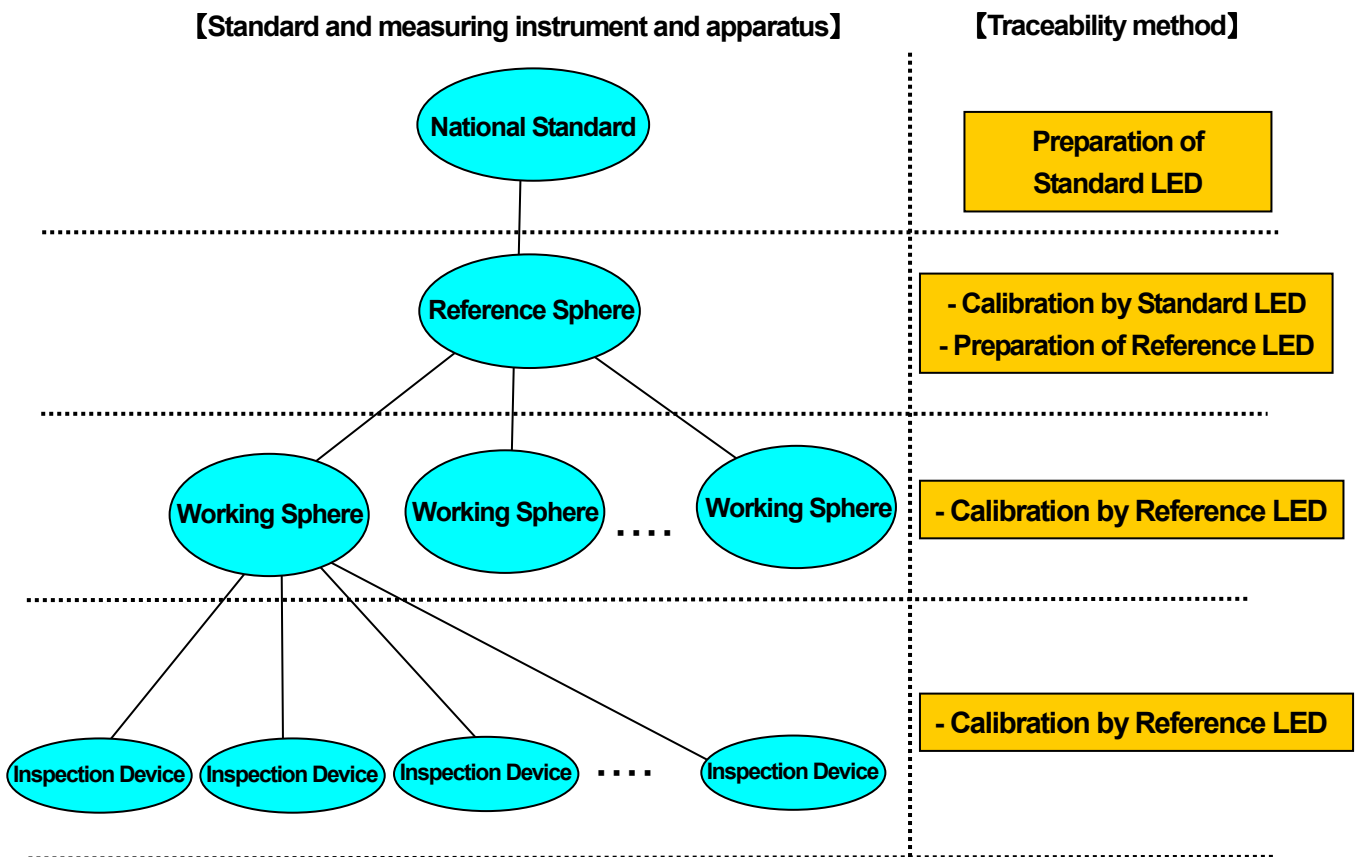 【Standard and measuring instrument and apparatus】
【Traceability method】
National Standard
Preparation of
Standard LED
Reference Sphere
- Calibration by Standard LED
- Preparation of Reference LED
Working Sphere
Working Sphere
....
Working Sphere
- Calibration by Reference LED
Inspection Device
Inspection Device
Inspection Device
....
Inspection Device
- Calibration by Reference LED